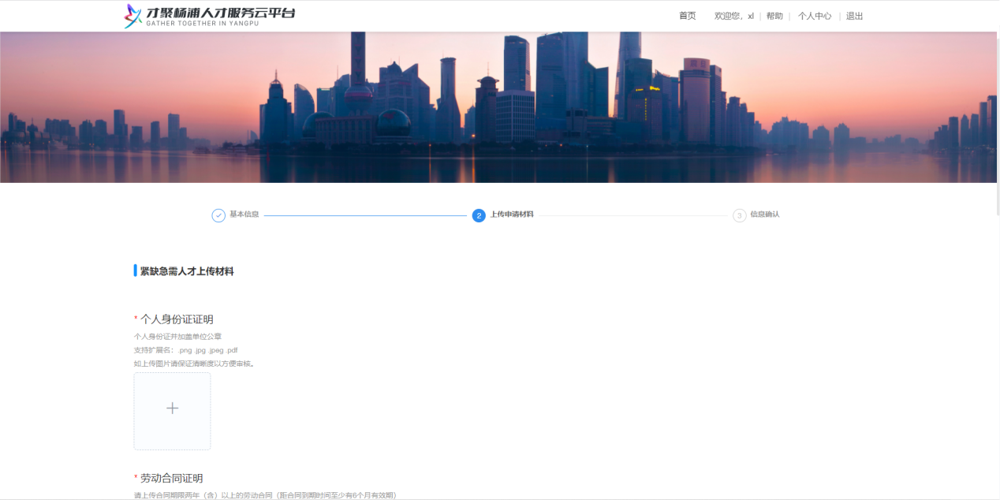 才聚杨浦人才服务云平台
GATHER TOGETHER IN YANGPU
首页 欢迎您，xl | 帮助 | 个人中心 | 退出
基本信息 2 上传申请材料 3 信息确认
紧缺急需人才上传材料
* 个人身份证证明
个人身份证并加盖单位公章
支持扩展名：.png .jpg .jpeg .pdf
如上传图片请保证清晰度以方便审核。
* 劳动合同证明
请上传合同期限两年（含）以上的劳动合同（距合同到期时间至少有6个月有效期）